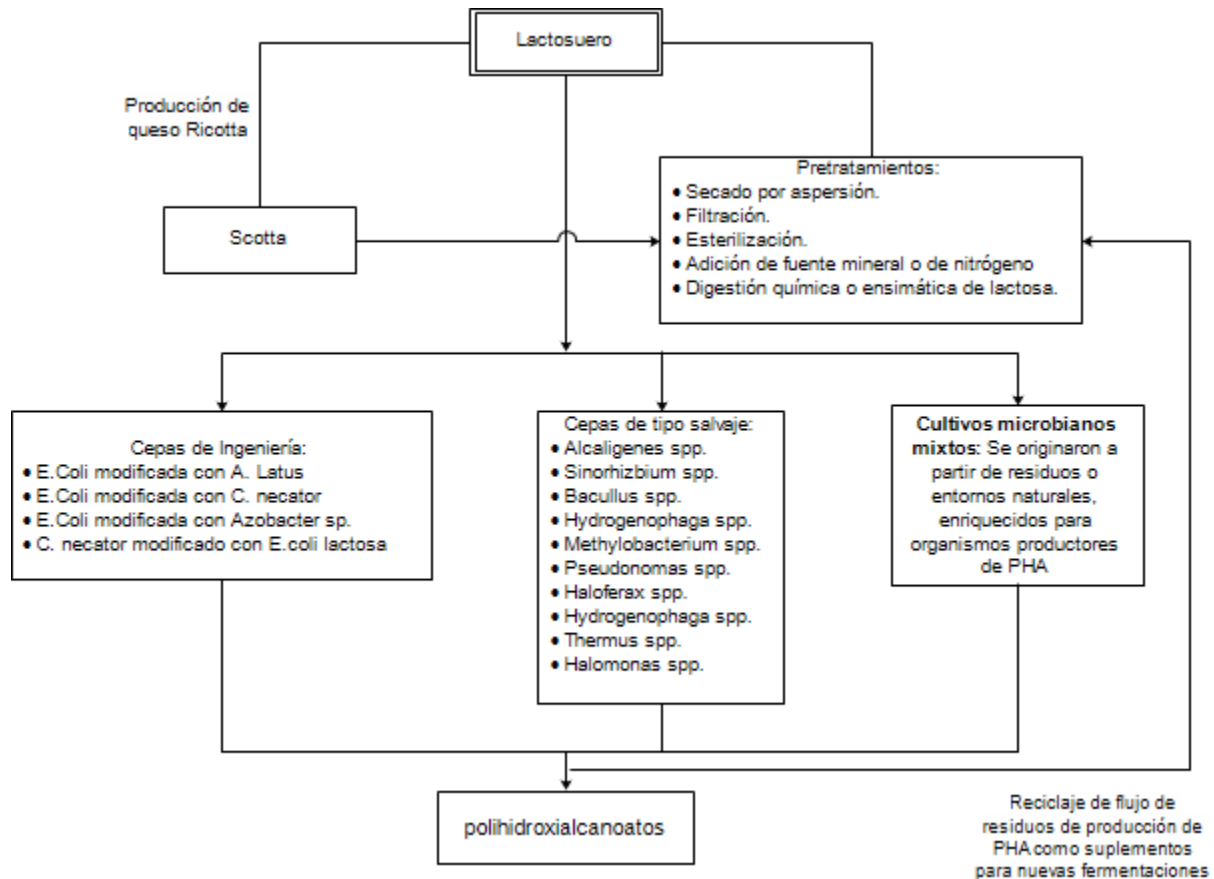 Lactosuero
Producción de
queso Ricotta
Pretratamientos:
• Secado por aspersión.
• Filtración.
• Esterilización.
• Adición de fuente mineral o de nitrógeno
• Digestión química o ensimática de lactosa.
Scotta
Cepas de Ingeniería:
• E.Coli modificada con A. Latus
• E.Coli modificada con C. necator
• E.Coli modificada con Azobacter sp.
• C. necator modificado con E.coli lactosa
Cepas de tipo salvaje:
• Alcaligenes spp.
• Sinorhizbium spp.
• Bacullus spp.
• Hydrogenophaga spp.
• Methylobacterium spp.
• Pseudonomas spp.
• Haloferax spp.
• Hydrogenophaga spp.
• Thermus spp.
• Halomonas spp.
Cultivos microbianos
mixtos: Se originaron a
partir de residuos o
entornos naturales,
enriquecidos para
organismos productores
de PHA
polihidroxialcanoatos
Reciclaje de flujo de
residuos de producción de
PHA como suplementos
para nuevas fermentaciones